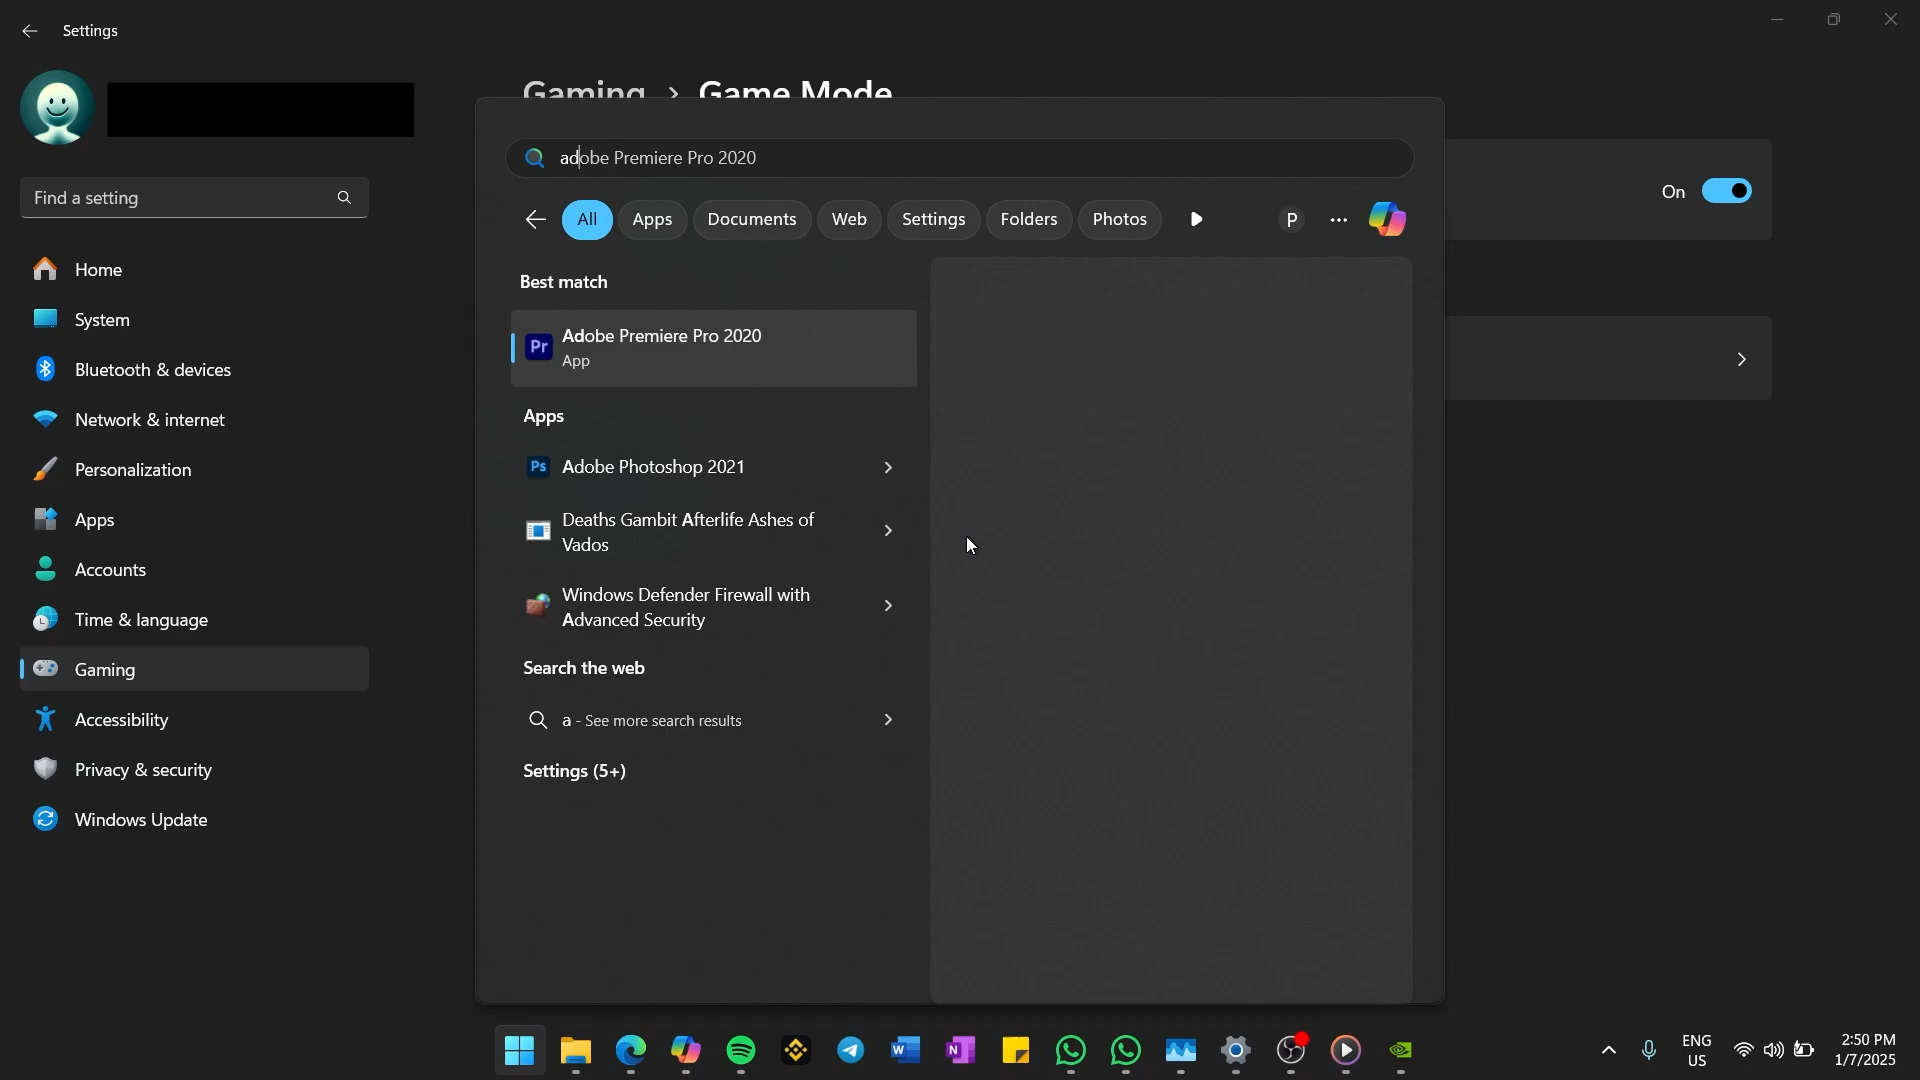 Settings
Find a setting
Home
System
Bluetooth & devices
Network & internet
Personalization
Apps
Accounts
Time & language
Gaming
Accessibility
Privacy & security
Windows Update
Gaming > Game Mode
On
adobe Premiere Pro 2020
All Apps Documents Web Settings Folders Photos P
Best match
Pr Adobe Premiere Pro 2020
App
Apps
Ps Adobe Photoshop 2021
Deaths Gambit Afterlife Ashes of
Vados
Windows Defender Firewall with
Advanced Security
Search the web
a - See more search results
Settings (5+)
W
N
ENG
US
2:50 PM
1/7/2025